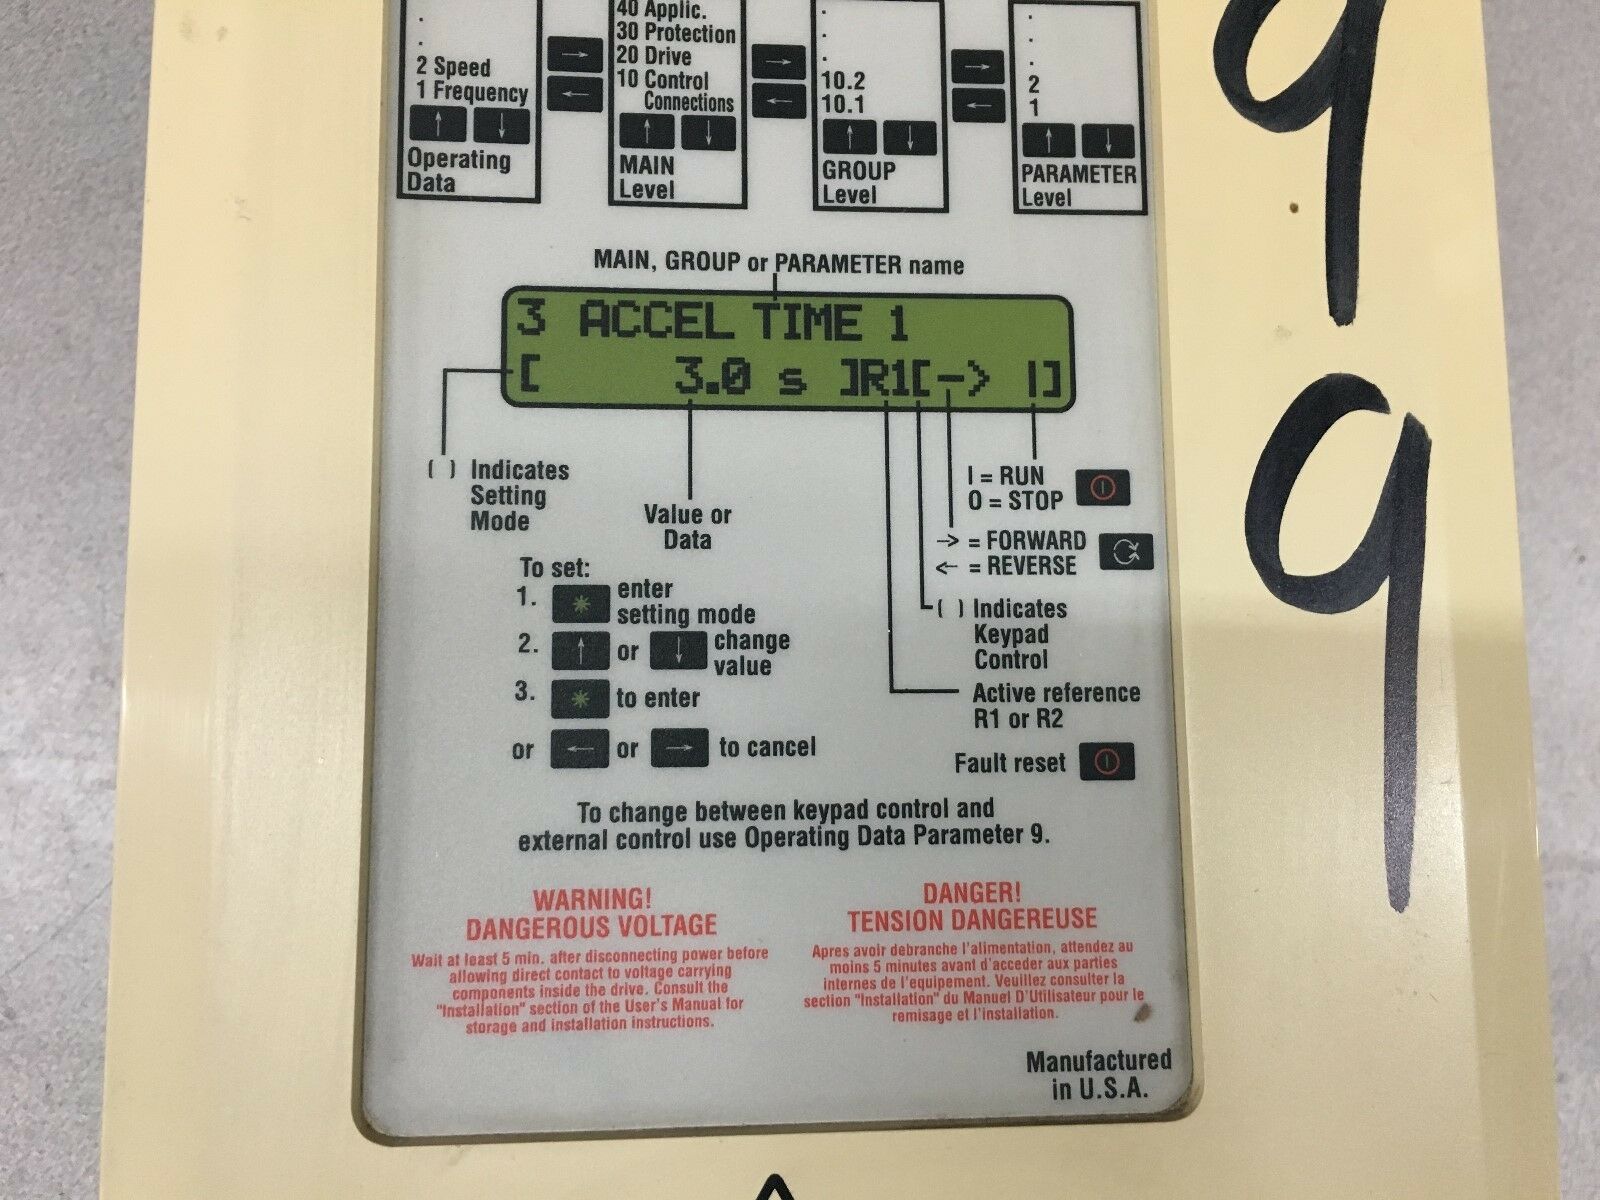 .
.
2 Speed
1 Frequency
↑ ↓
Operating
Data
→
←
40 Applic.
30 Protection
20 Drive
10 Control
Connections
↑ ↓
MAIN
Level
→
←
.
.
.
10.2
10.1
↑ ↓
GROUP
Level
→
←
.
.
.
2
1
↑ ↓
PARAMETER
Level
9
9
MAIN, GROUP or PARAMETER name
3 ACCEL TIME 1
[ 3.0 s ]R1[-> I]
( ) Indicates
Setting
Mode
Value or
Data
I = RUN
O = STOP
-> = FORWARD
<- = REVERSE
( ) Indicates
Keypad
Control
Active reference
R1 or R2
Fault reset
To set:
1. * enter
setting mode
2. ↑ or ↓ change
value
3. * to enter
or ← or → to cancel
To change between keypad control and
external control use Operating Data Parameter 9.
WARNING!
DANGEROUS VOLTAGE
Wait at least 5 min. after disconnecting power before
allowing direct contact to voltage carrying
components inside the drive. Consult the
"Installation" section of the User's Manual for
storage and installation instructions.
DANGER!
TENSION DANGEREUSE
Apres avoir debranche l'alimentation, attendez au
moins 5 minutes avant d'acceder aux parties
internes de l'equipement. Veuillez consulter la
section "Installation" du Manuel D'Utilisateur pour le
remisage et l'installation.
Manufactured
in U.S.A.